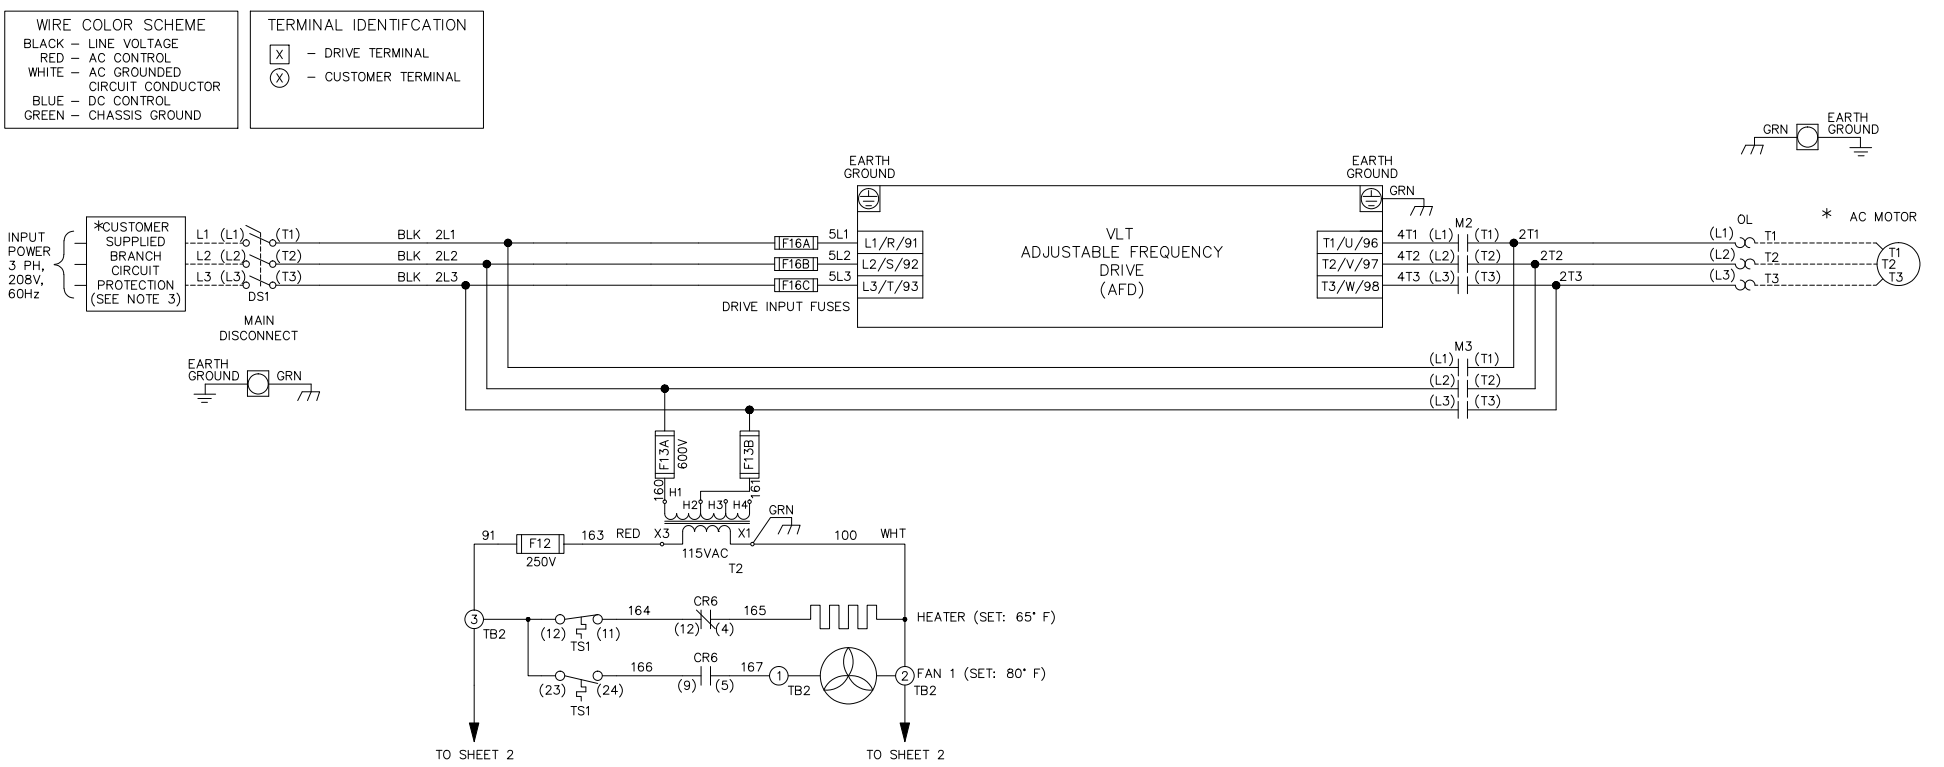 WIRE COLOR SCHEME
BLACK – LINE VOLTAGE
RED – AC CONTROL
WHITE – AC GROUNDED
CIRCUIT CONDUCTOR
BLUE – DC CONTROL
GREEN – CHASSIS GROUND
TERMINAL IDENTIFCATION
X – DRIVE TERMINAL
X – CUSTOMER TERMINAL
GRN
EARTH
GROUND
INPUT
POWER
3 PH,
208V,
60Hz
*CUSTOMER
SUPPLIED
BRANCH
CIRCUIT
PROTECTION
(SEE NOTE 3)
L1 (L1) (T1)
L2 (L2) (T2)
L3 (L3) (T3)
DS1
MAIN
DISCONNECT
BLK 2L1
BLK 2L2
BLK 2L3
F16A 5L1
F16B 5L2
F16C 5L3
DRIVE INPUT FUSES
EARTH
GROUND
L1/R/91
L2/S/92
L3/T/93
VLT
ADJUSTABLE FREQUENCY
DRIVE
(AFD)
EARTH
GROUND
GRN
T1/U/96
T2/V/97
T3/W/98
M2
4T1 (L1) (T1) 2T1
4T2 (L2) (T2) 2T2
4T3 (L3) (T3) 2T3
OL
(L1) T1
(L2) T2
(L3) T3
* AC MOTOR
T1
T2
T3
M3
(L1) (T1)
(L2) (T2)
(L3) (T3)
EARTH
GROUND
GRN
F13A
600V
F13B
160
H1
H2
H3
H4
161
GRN
91
F12
250V
163
RED
X3
X1
115VAC
T2
100
WHT
3
TB2
(12) (11)
TS1
164
CR6
(12) (4)
165
HEATER (SET: 65° F)
(23) (24)
TS1
166
CR6
(9) (5)
167
1
TB2
2
TB2
FAN 1 (SET: 80° F)
TO SHEET 2
TO SHEET 2